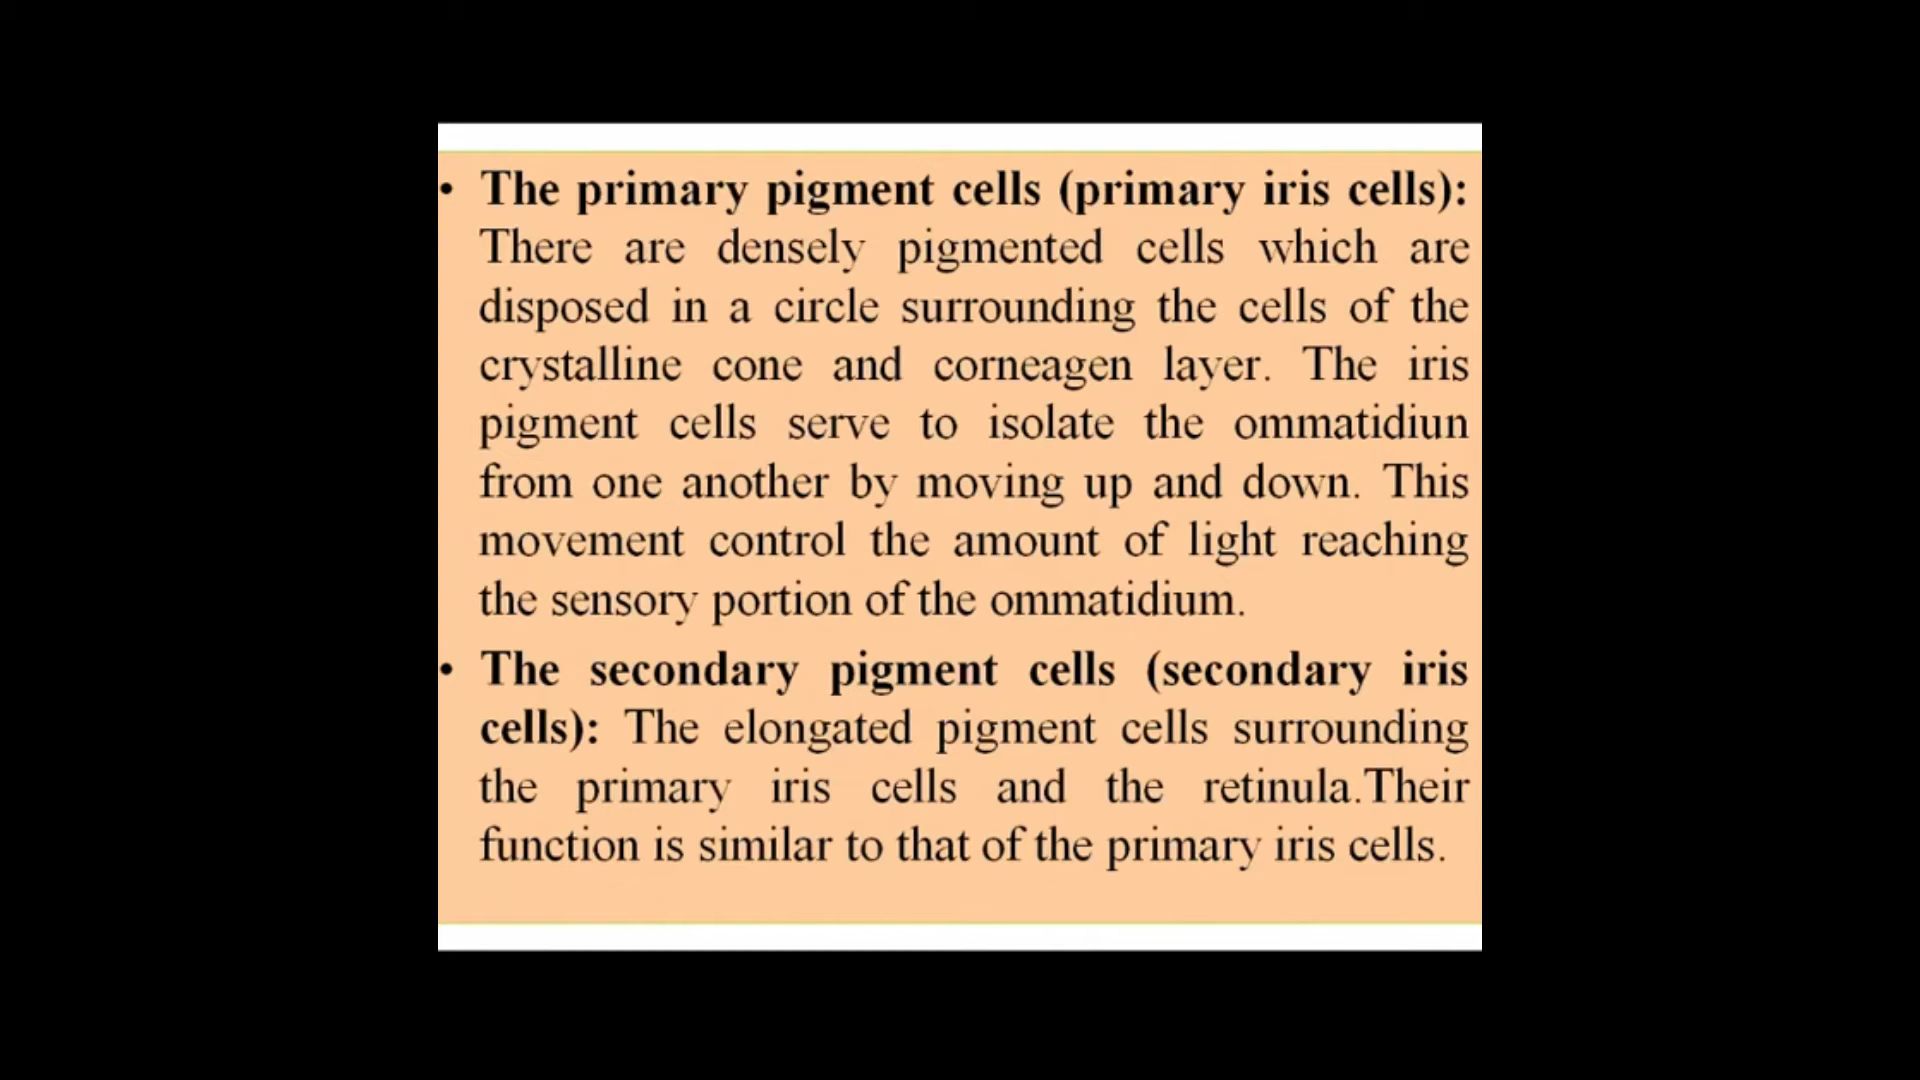 • The primary pigment cells (primary iris cells):
There are densely pigmented cells which are
disposed in a circle surrounding the cells of the
crystalline cone and corneagen layer. The iris
pigment cells serve to isolate the ommatidiun
from one another by moving up and down. This
movement control the amount of light reaching
the sensory portion of the ommatidium.
• The secondary pigment cells (secondary iris
cells): The elongated pigment cells surrounding
the primary iris cells and the retinula.Their
function is similar to that of the primary iris cells.